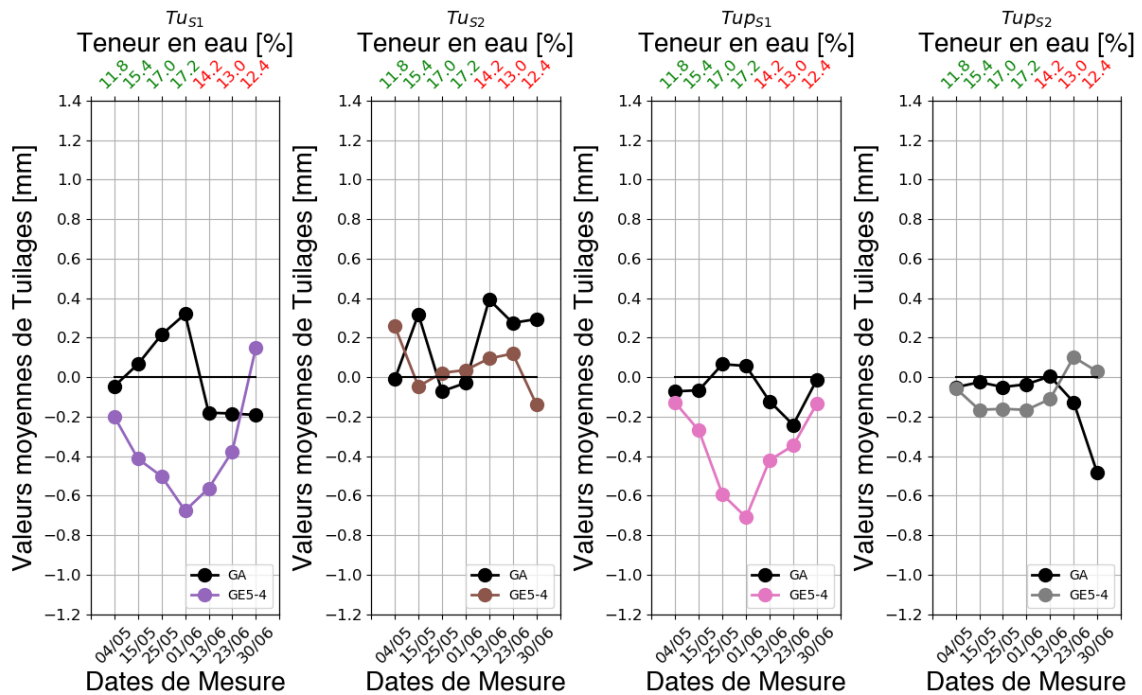 Tu_S1
Teneur en eau [%]
11.8 15.4 17.0 17.2 14.2 13.0 12.4
Valeurs moyennes de Tuilages [mm]
1.4
1.2
1.0
0.8
0.6
0.4
0.2
0.0
−0.2
−0.4
−0.6
−0.8
−1.0
−1.2
GA
GE5-4
04/05 15/05 25/05 01/06 13/06 23/06 30/06
Dates de Mesure
Tu_S2
Teneur en eau [%]
11.8 15.4 17.0 17.2 14.2 13.0 12.4
Valeurs moyennes de Tuilages [mm]
1.4
1.2
1.0
0.8
0.6
0.4
0.2
0.0
−0.2
−0.4
−0.6
−0.8
−1.0
−1.2
GA
GE5-4
04/05 15/05 25/05 01/06 13/06 23/06 30/06
Dates de Mesure
Tup_S1
Teneur en eau [%]
11.8 15.4 17.0 17.2 14.2 13.0 12.4
Valeurs moyennes de Tuilages [mm]
1.4
1.2
1.0
0.8
0.6
0.4
0.2
0.0
−0.2
−0.4
−0.6
−0.8
−1.0
−1.2
GA
GE5-4
04/05 15/05 25/05 01/06 13/06 23/06 30/06
Dates de Mesure
Tup_S2
Teneur en eau [%]
11.8 15.4 17.0 17.2 14.2 13.0 12.4
Valeurs moyennes de Tuilages [mm]
1.4
1.2
1.0
0.8
0.6
0.4
0.2
0.0
−0.2
−0.4
−0.6
−0.8
−1.0
−1.2
GA
GE5-4
04/05 15/05 25/05 01/06 13/06 23/06 30/06
Dates de Mesure